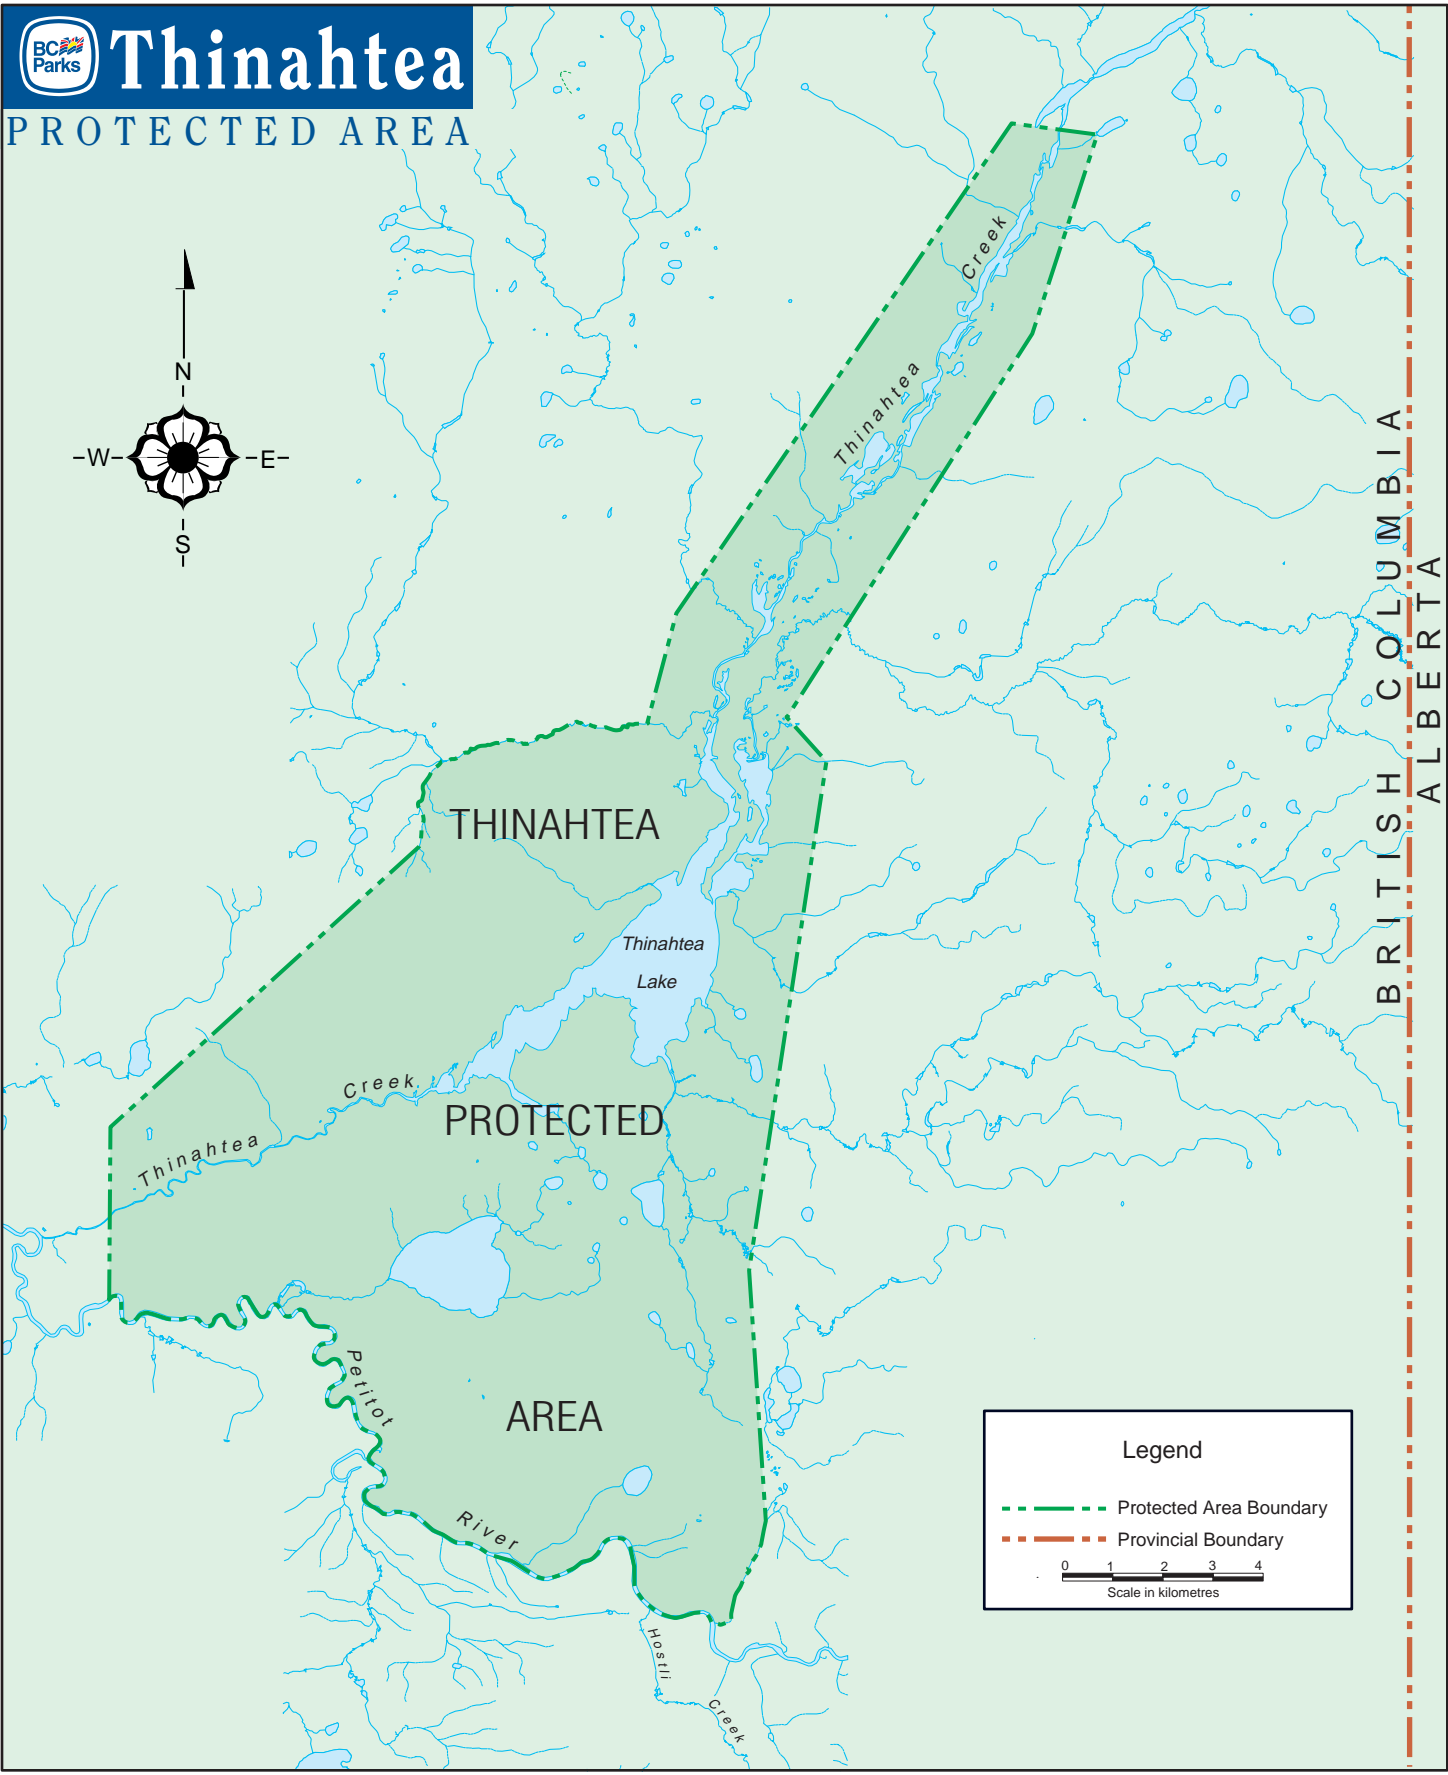 BC
Parks
Thinahtea
PROTECTED AREA
N
W
E
S
Creek
Thinahtea
BRITISH COLUMBIA
ALBERTA
THINAHTEA
Thinahtea
Lake
Creek
Thinahtea
PROTECTED
Petitot
AREA
River
Hostli
Creek
Legend
Protected Area Boundary
Provincial Boundary
0 1 2 3 4
Scale in kilometres